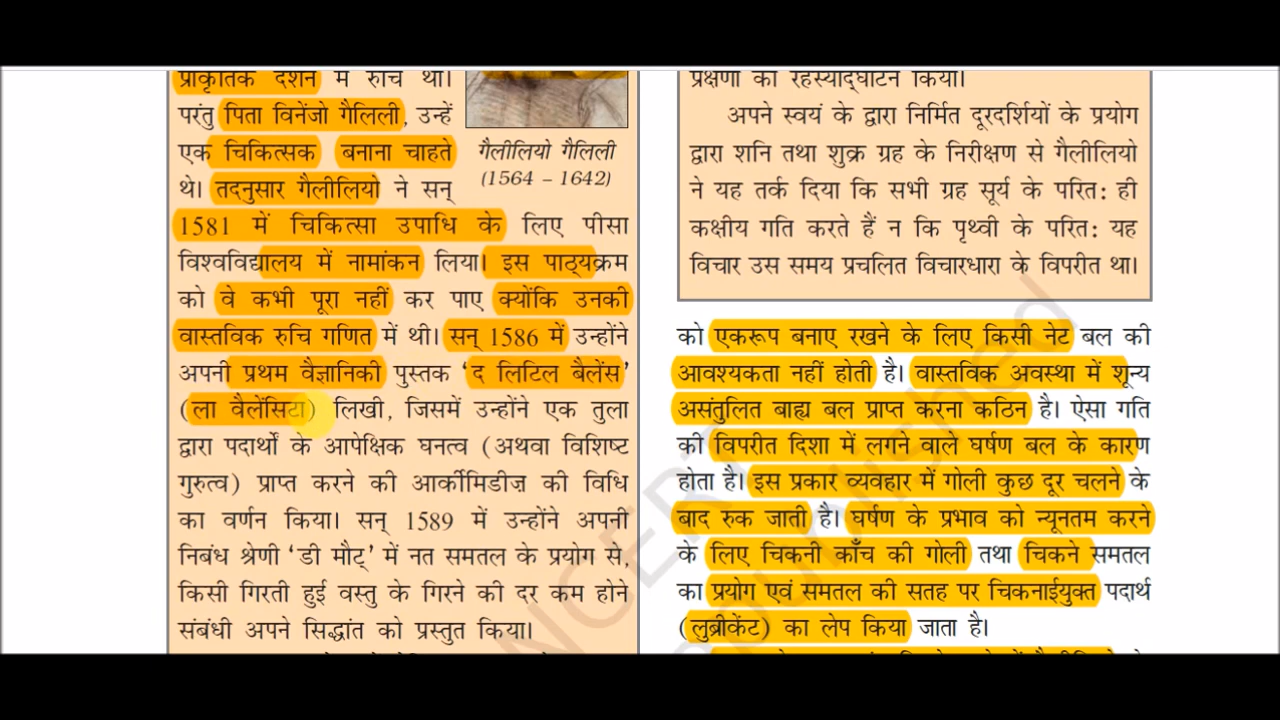 प्राकृतिक दर्शन में रुचि थी।
परंतु पिता विनेंजो गैलिली, उन्हें
एक चिकित्सक बनाना चाहते
थे। तदनुसार गैलीलियो ने सन्
1581 में चिकित्सा उपाधि के लिए पीसा
विश्वविद्यालय में नामांकन लिया। इस पाठ्यक्रम
को वे कभी पूरा नहीं कर पाए क्योंकि उनकी
वास्तविक रुचि गणित में थी। सन् 1586 में उन्होंने
अपनी प्रथम वैज्ञानिकी पुस्तक ‘द लिटिल बैलेंस’
(ला वैलेंसिटा) लिखी, जिसमें उन्होंने एक तुला
द्वारा पदार्थों के आपेक्षिक घनत्व (अथवा विशिष्ट
गुरुत्व) प्राप्त करने की आर्कीमिडीज़ की विधि
का वर्णन किया। सन् 1589 में उन्होंने अपनी
निबंध श्रेणी ‘डी मौट्’ में नत समतल के प्रयोग से,
किसी गिरती हुई वस्तु के गिरने की दर कम होने
संबंधी अपने सिद्धांत को प्रस्तुत किया।
गैलीलियो गैलिली
(1564 – 1642)
प्रेक्षणों का रहस्योद्घाटन किया।
अपने स्वयं के द्वारा निर्मित दूरदर्शियों के प्रयोग
द्वारा शनि तथा शुक्र ग्रह के निरीक्षण से गैलीलियो
ने यह तर्क दिया कि सभी ग्रह सूर्य के परितः ही
कक्षीय गति करते हैं न कि पृथ्वी के परितः यह
विचार उस समय प्रचलित विचारधारा के विपरीत था।
को एकरूप बनाए रखने के लिए किसी नेट बल की
आवश्यकता नहीं होती है। वास्तविक अवस्था में शून्य
असंतुलित बाह्य बल प्राप्त करना कठिन है। ऐसा गति
की विपरीत दिशा में लगने वाले घर्षण बल के कारण
होता है। इस प्रकार व्यवहार में गोली कुछ दूर चलने के
बाद रुक जाती है। घर्षण के प्रभाव को न्यूनतम करने
के लिए चिकनी काँच की गोली तथा चिकने समतल
का प्रयोग एवं समतल की सतह पर चिकनाईयुक्त पदार्थ
(लुब्रीकेंट) का लेप किया जाता है।